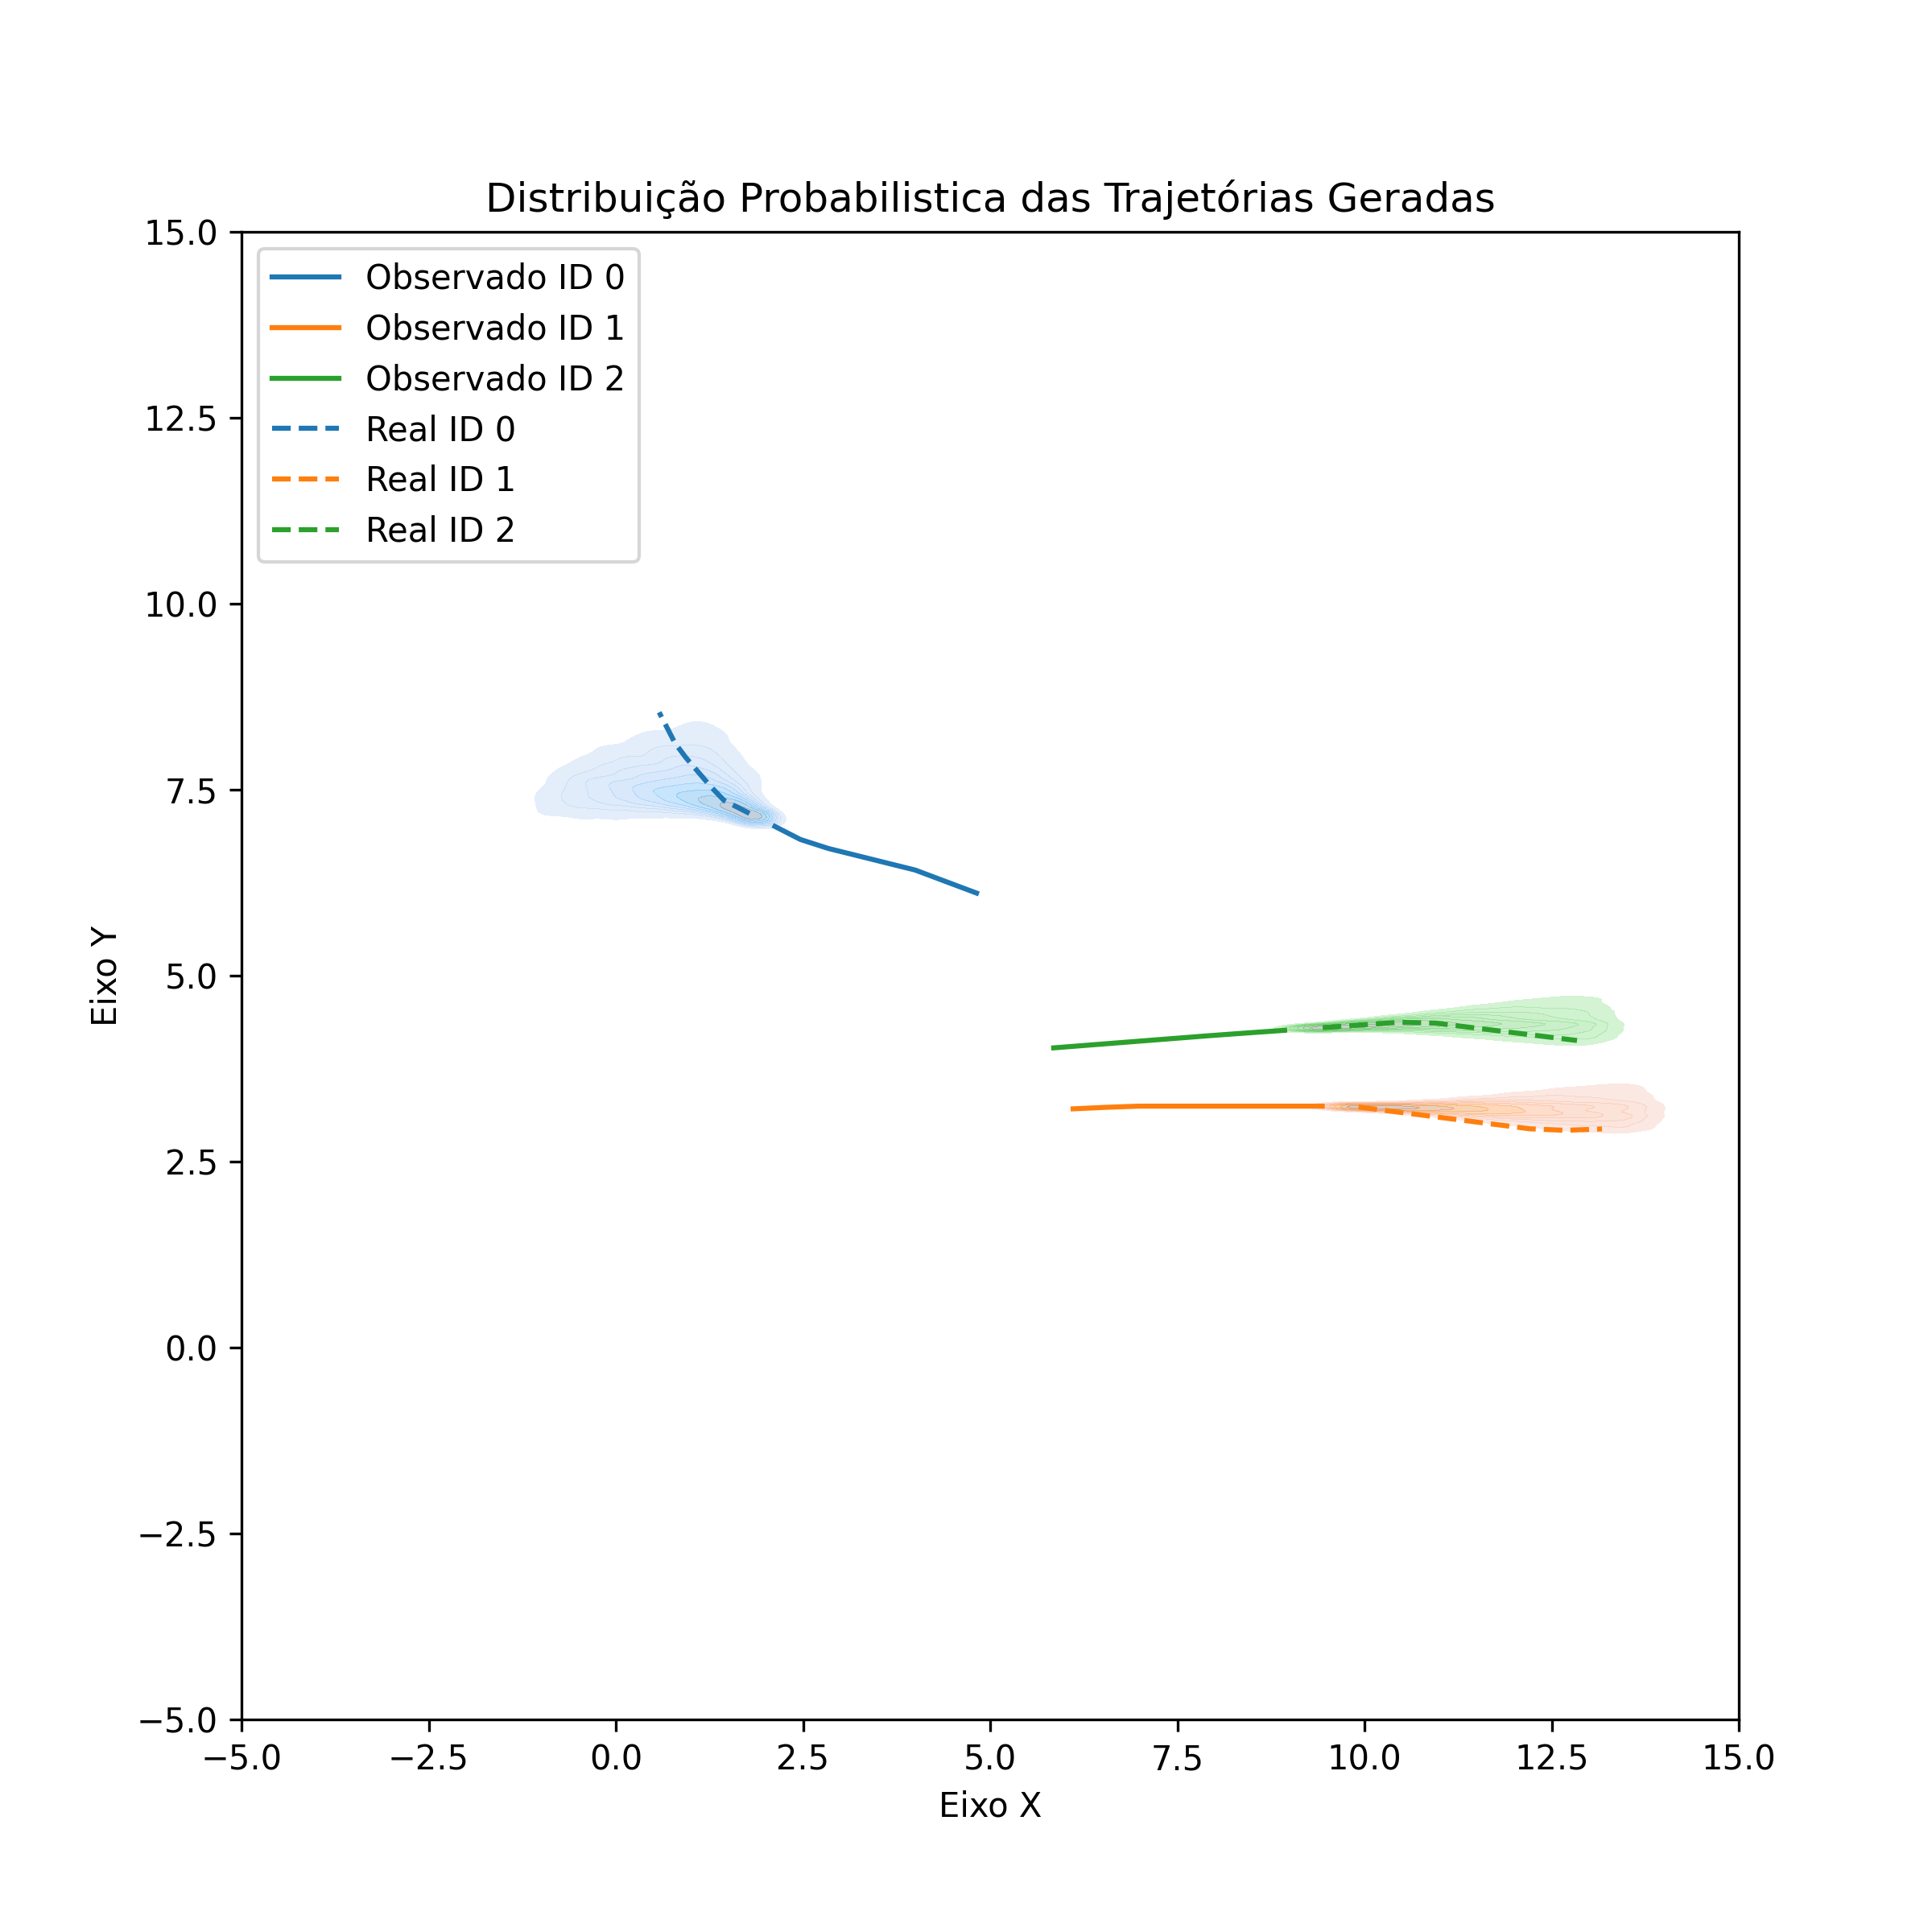 Distribuição Probabilistica das Trajetórias Geradas
Observado ID 0
Observado ID 1
Observado ID 2
Real ID 0
Real ID 1
Real ID 2
15.0
12.5
10.0
7.5
5.0
2.5
0.0
−2.5
−5.0
Eixo Y
−5.0 −2.5 0.0 2.5 5.0 7.5 10.0 12.5 15.0
Eixo X